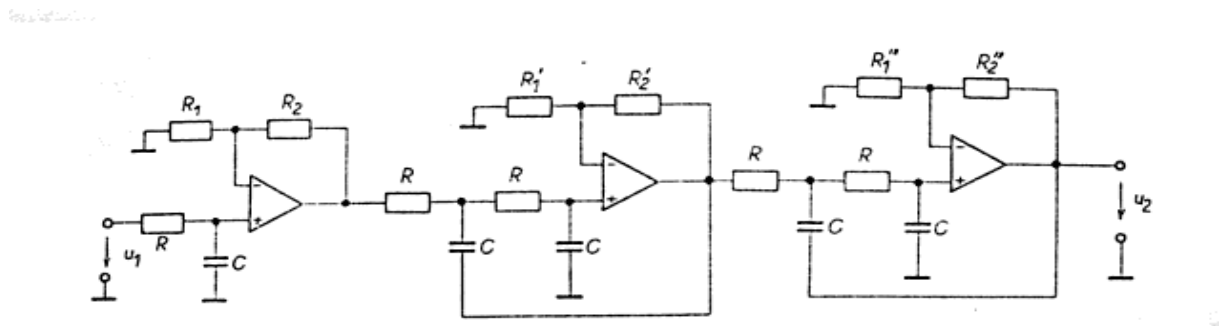 R₁ R₂
R C
u₁
R₁' R₂'
R R
C C
R₁" R₂"
R R
C C
u₂